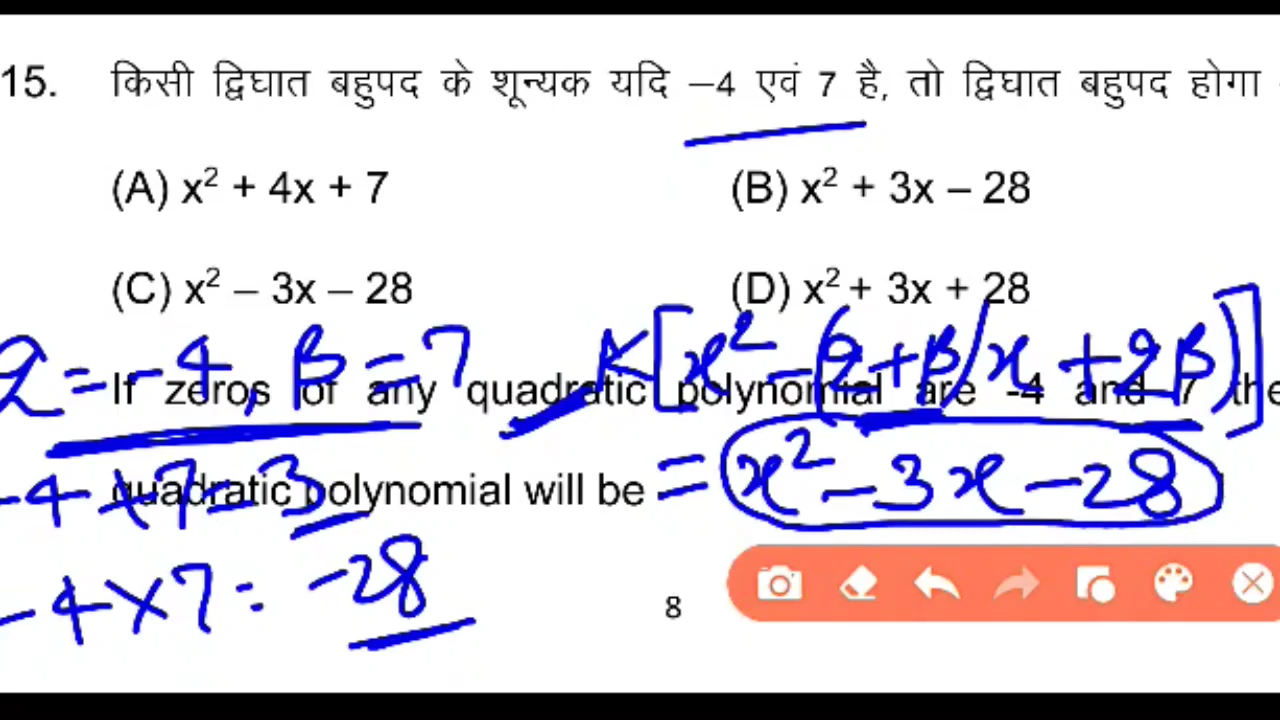 15. किसी द्विघात बहुपद के शून्यक यदि –4 एवं 7 है, तो द्विघात बहुपद होगा
(A) x² + 4x + 7 (B) x² + 3x – 28
(C) x² – 3x – 28 (D) x² + 3x + 28
α = -4, β = 7 K[x² - (α+β)x + αβ)]
If zeros of any quadratic polynomial are -4 and 7 the
quadratic polynomial will be = x² - 3x - 28
-4 + 7 = 3
-4 × 7 = -28
8